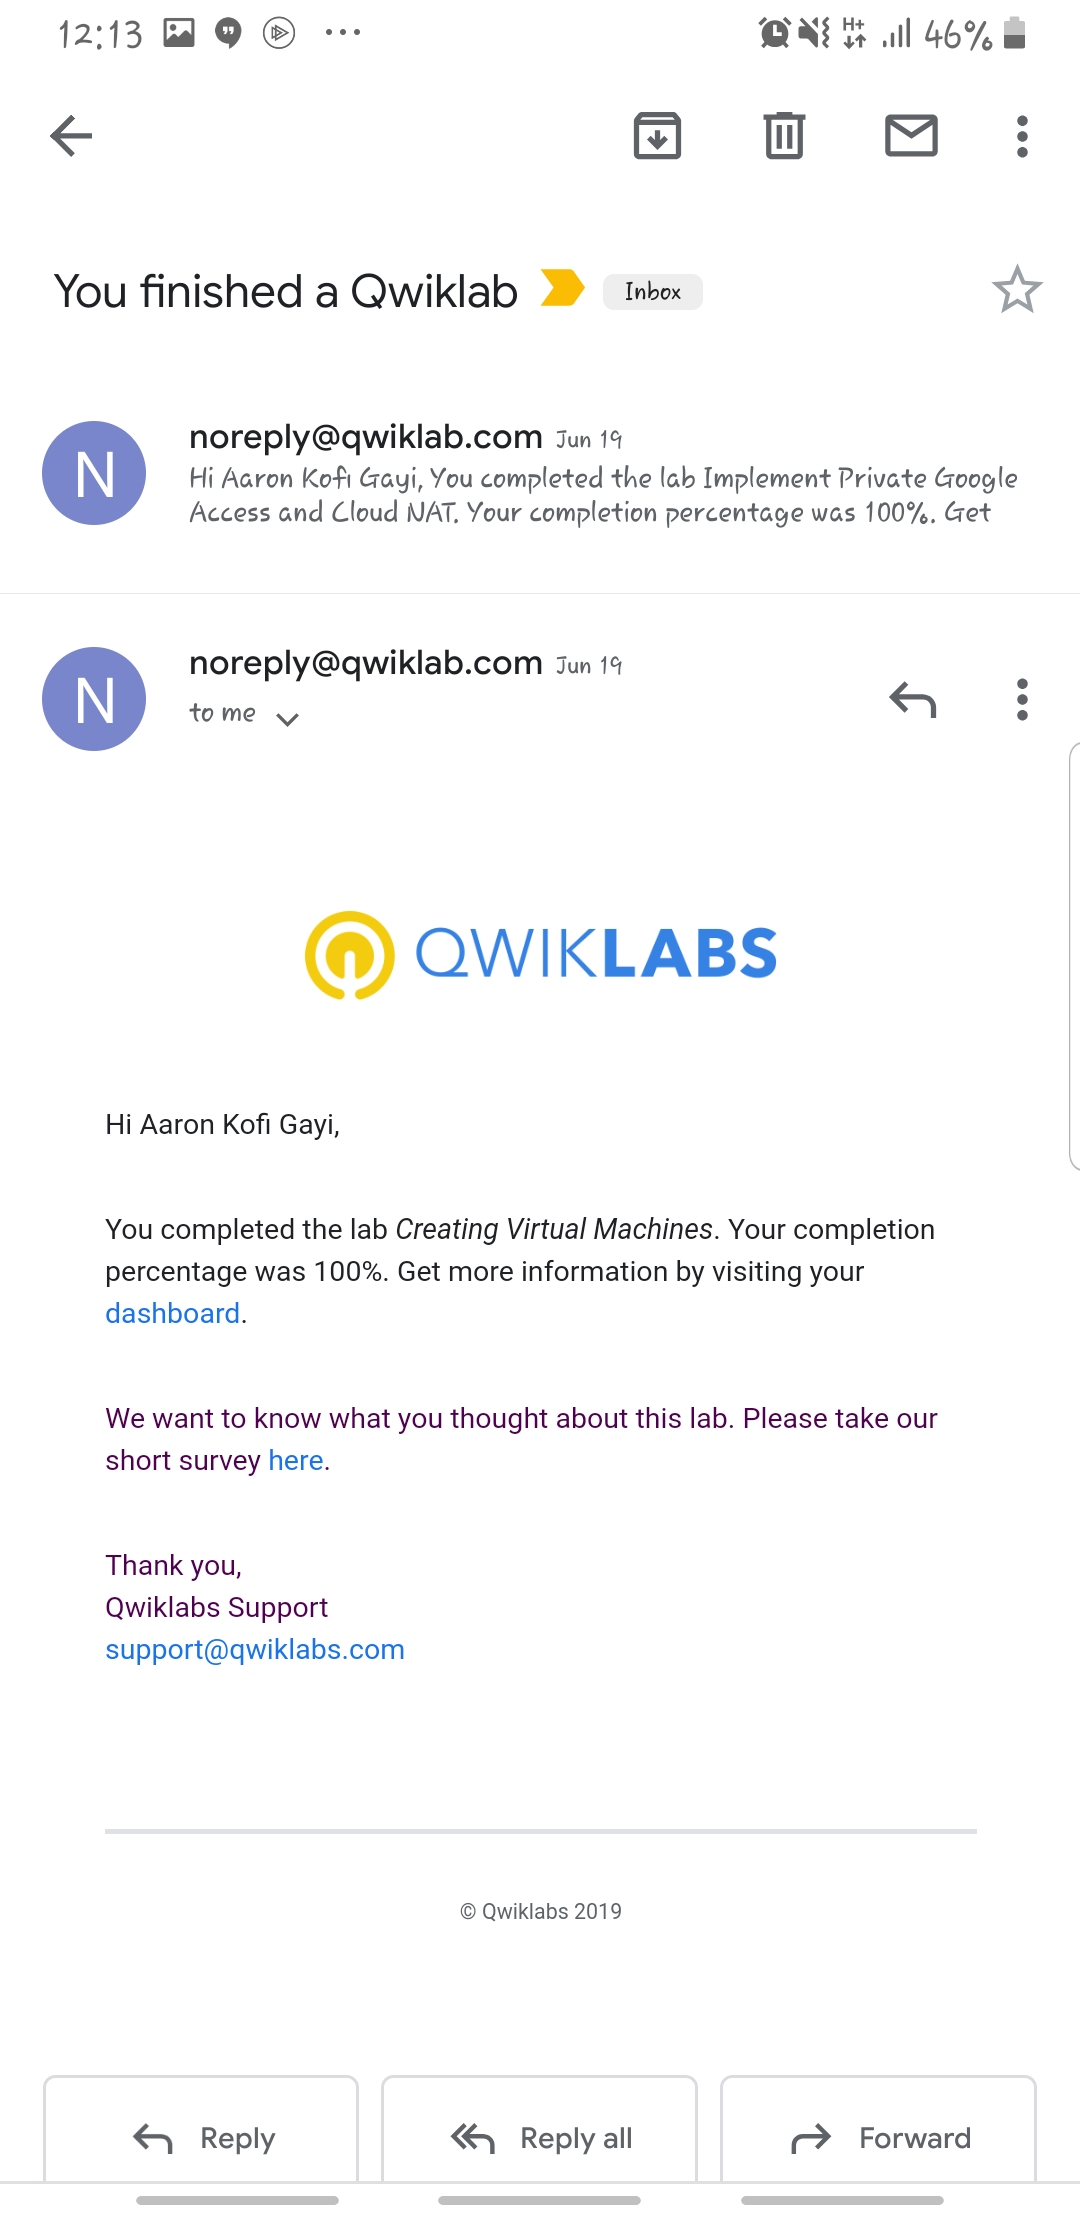 12:13
H+
46%
You finished a Qwiklab
Inbox
N
noreply@qwiklab.com Jun 19
Hi Aaron Kofi Gayi, You completed the lab Implement Private Google
Access and Cloud NAT. Your completion percentage was 100%. Get
N
noreply@qwiklab.com Jun 19
to me
QWIKLABS
Hi Aaron Kofi Gayi,
You completed the lab Creating Virtual Machines. Your completion
percentage was 100%. Get more information by visiting your
dashboard.
We want to know what you thought about this lab. Please take our
short survey here.
Thank you,
Qwiklabs Support
support@qwiklabs.com
© Qwiklabs 2019
Reply
Reply all
Forward